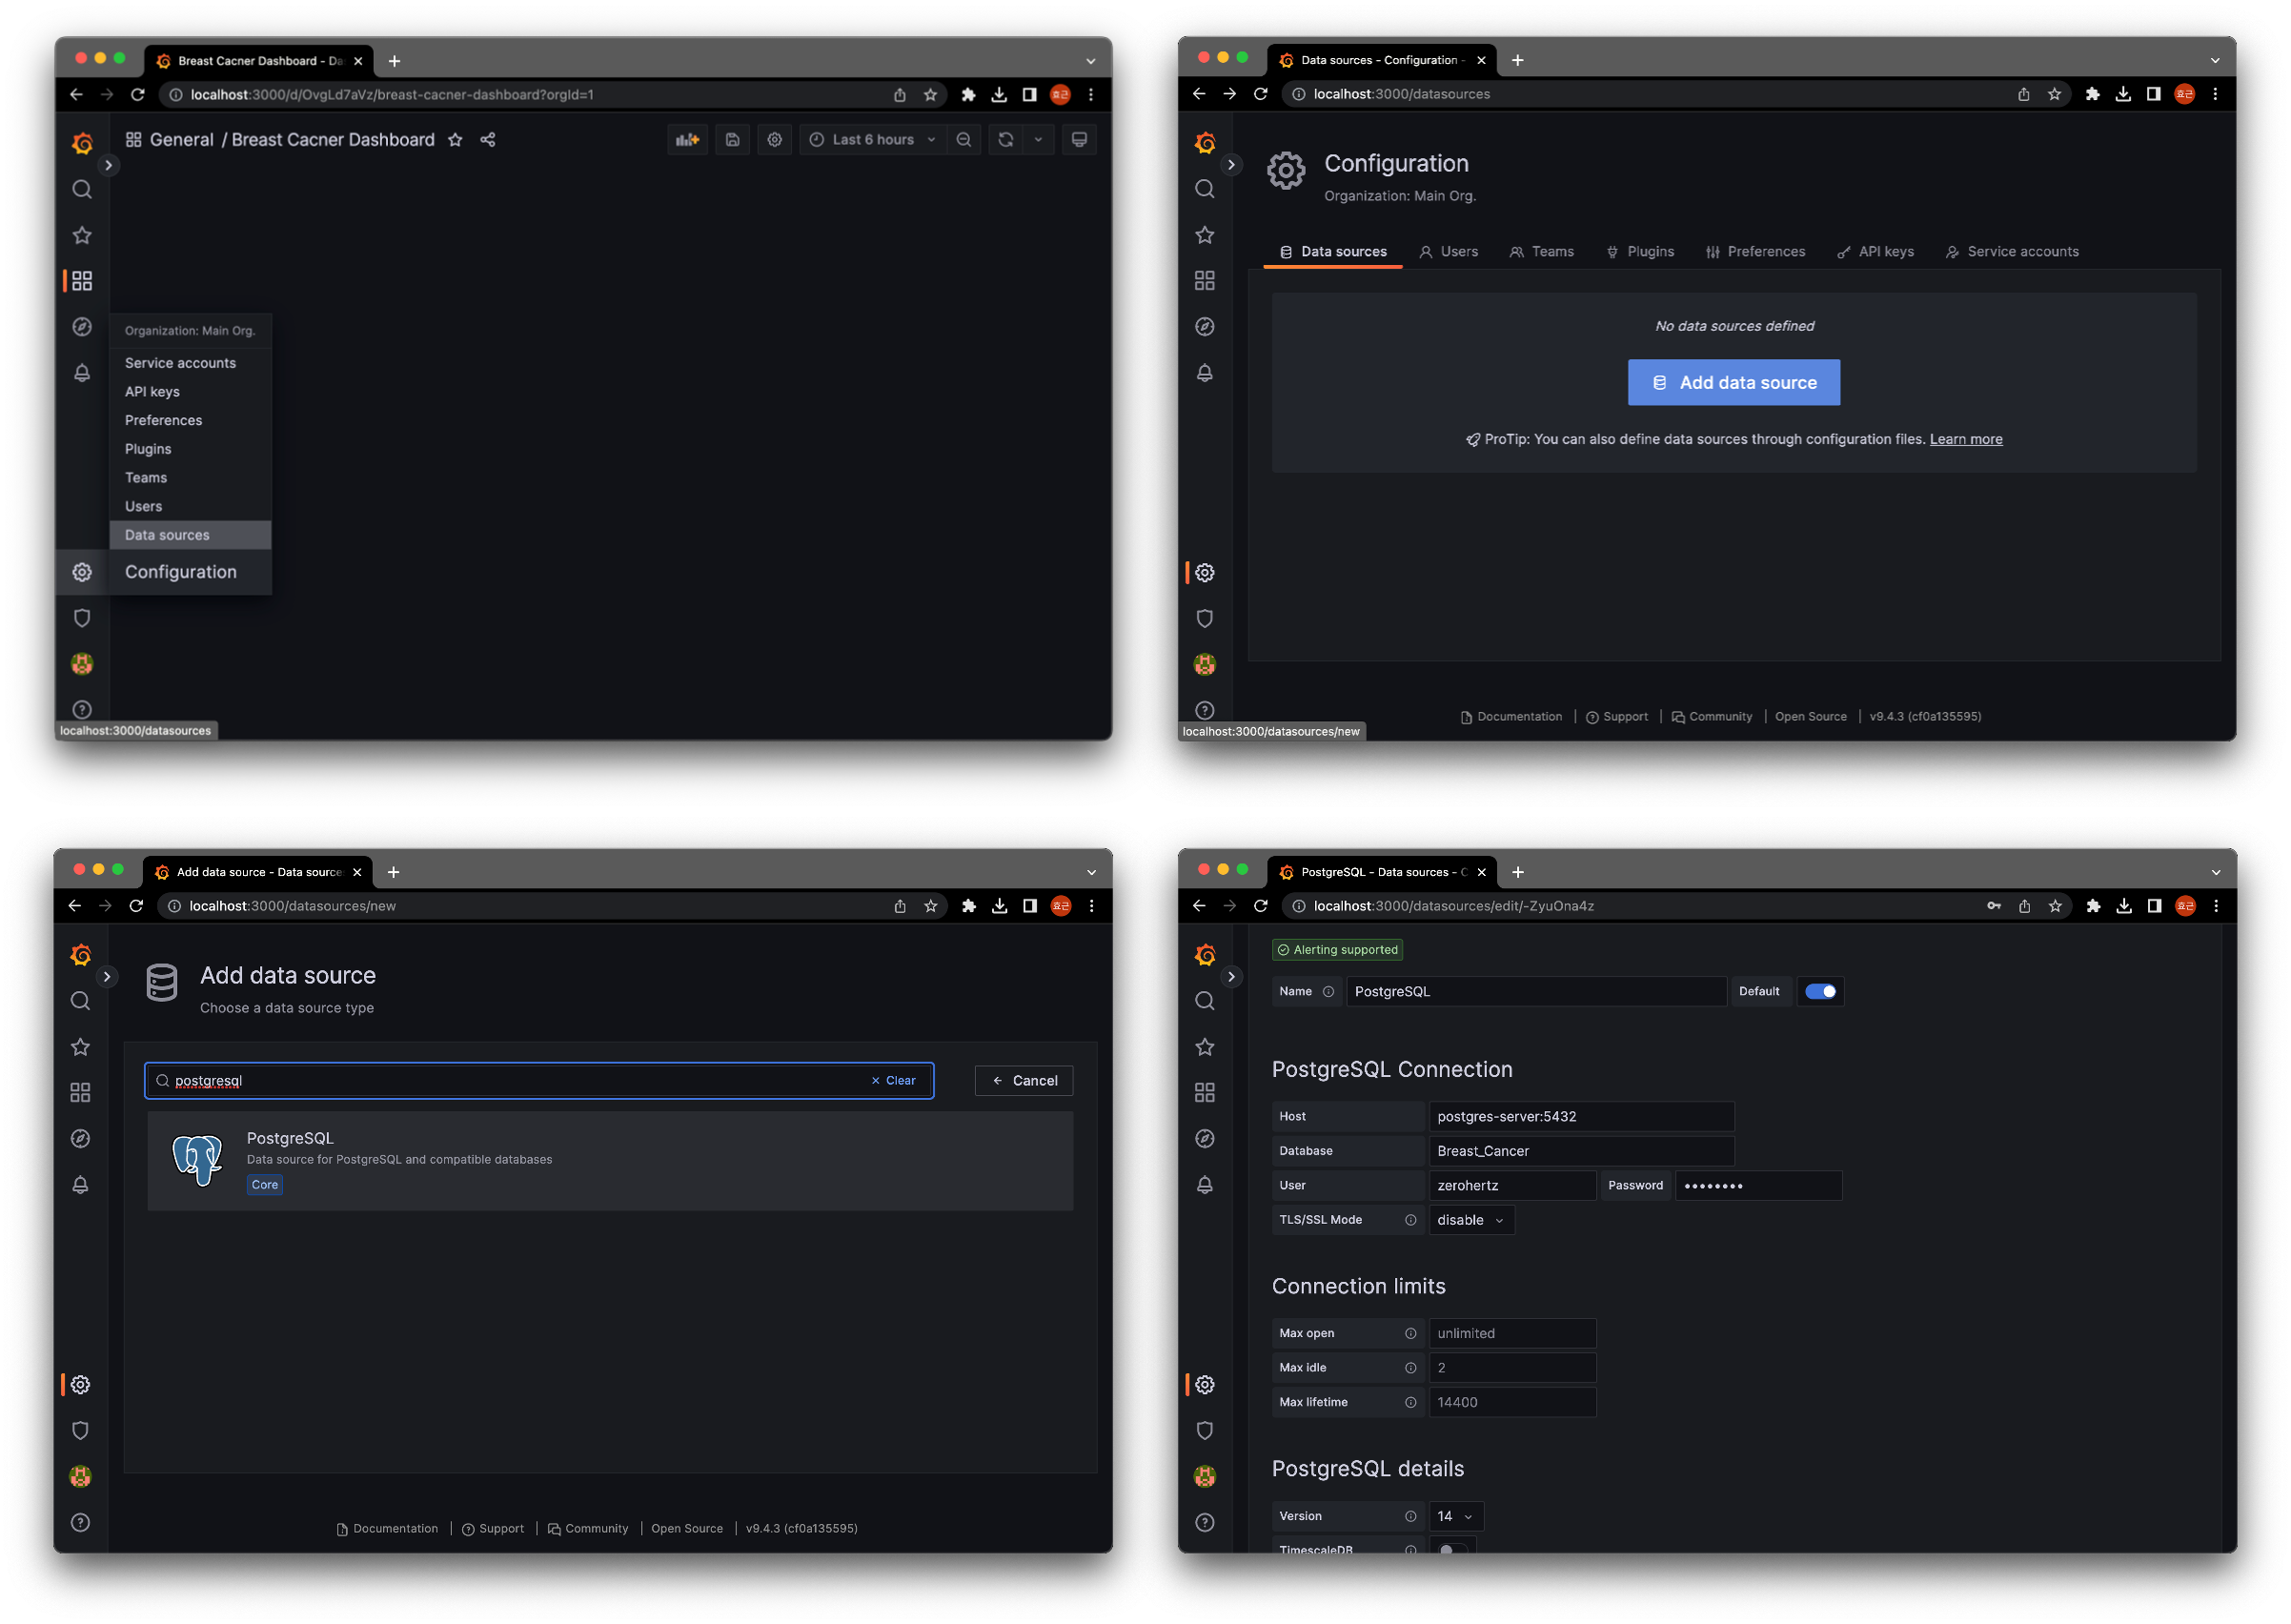 Breast Cacner Dashboard - Da
localhost:3000/d/OvgLd7aVz/breast-cacner-dashboard?orgId=1
효근
General / Breast Cacner Dashboard
Last 6 hours
Organization: Main Org.
Service accounts
API keys
Preferences
Plugins
Teams
Users
Data sources
Configuration
localhost:3000/datasources
Data sources - Configuration -
localhost:3000/datasources
효근
Configuration
Organization: Main Org.
Data sources Users Teams Plugins Preferences API keys Service accounts
No data sources defined
Add data source
ProTip: You can also define data sources through configuration files. Learn more
Documentation | Support | Community | Open Source | v9.4.3 (cf0a135595)
localhost:3000/datasources/new
Add data source - Data source
localhost:3000/datasources/new
효근
Add data source
Choose a data source type
postgresql
Clear
Cancel
PostgreSQL
Data source for PostgreSQL and compatible databases
Core
Documentation | Support | Community | Open Source | v9.4.3 (cf0a135595)
PostgreSQL - Data sources - C
localhost:3000/datasources/edit/-ZyuOna4z
효근
Alerting supported
Name PostgreSQL Default
PostgreSQL Connection
Host postgres-server:5432
Database Breast_Cancer
User zerohertz Password ••••••••
TLS/SSL Mode disable
Connection limits
Max open unlimited
Max idle 2
Max lifetime 14400
PostgreSQL details
Version 14
TimescaleDB